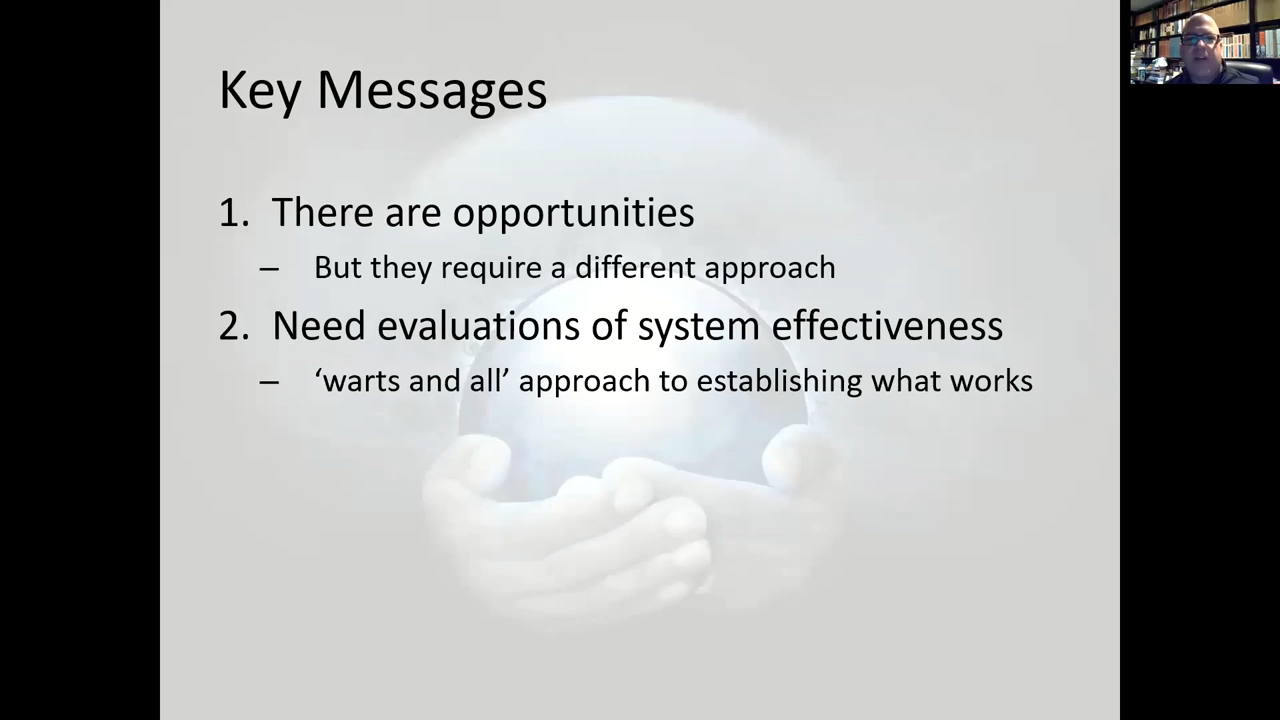 Key Messages
1. There are opportunities
– But they require a different approach
2. Need evaluations of system effectiveness
– ‘warts and all’ approach to establishing what works